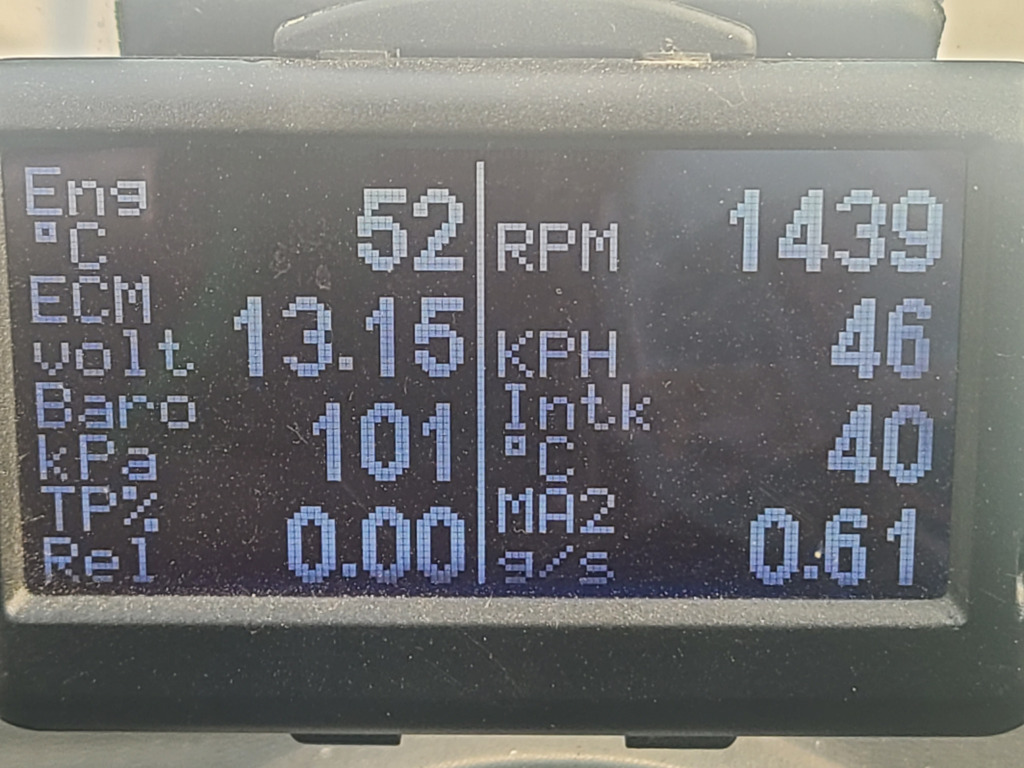 Eng
°C 52
ECM
volt 13.15
Baro
kPa 101
TP%
Rel 0.00
RPM 1439
KPH 46
Intk
°C 40
MA2
g/s 0.61